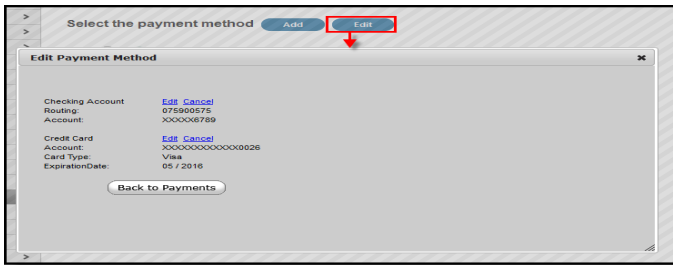 Select the payment method Add Edit
Edit Payment Method
Checking Account Edit Cancel
Routing: 075900575
Account: XXXXX6789
Credit Card Edit Cancel
Account: XXXXXXXXXXXX0026
Card Type: Visa
ExpirationDate: 05 / 2016
Back to Payments